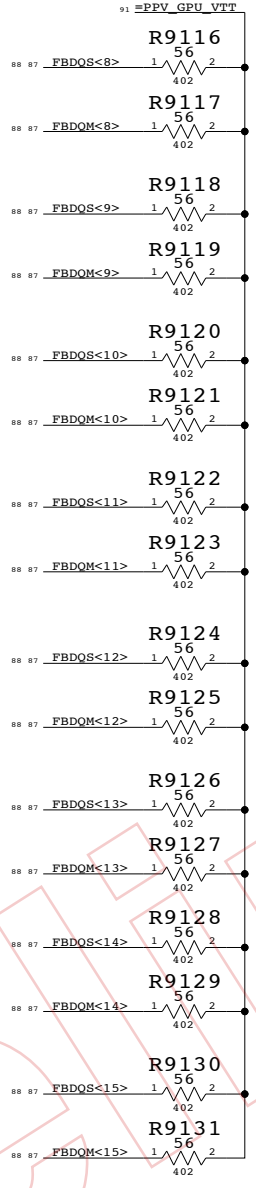 91 =PPV_GPU_VTT
R9116
56
88 87 FBDQS<8> 1 2
402
R9117
56
88 87 FBDQM<8> 1 2
402
R9118
56
88 87 FBDQS<9> 1 2
402
R9119
56
88 87 FBDQM<9> 1 2
402
R9120
56
88 87 FBDQS<10> 1 2
402
R9121
56
88 87 FBDQM<10> 1 2
402
R9122
56
88 87 FBDQS<11> 1 2
402
R9123
56
88 87 FBDQM<11> 1 2
402
R9124
56
88 87 FBDQS<12> 1 2
402
R9125
56
88 87 FBDQM<12> 1 2
402
R9126
56
88 87 FBDQS<13> 1 2
402
R9127
56
88 87 FBDQM<13> 1 2
402
R9128
56
88 87 FBDQS<14> 1 2
402
R9129
56
88 87 FBDQM<14> 1 2
402
R9130
56
88 87 FBDQS<15> 1 2
402
R9131
56
88 87 FBDQM<15> 1 2
402